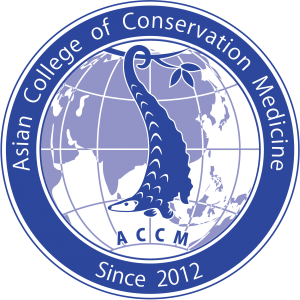 Asian College of Conservation Medicine
ACCM
Since 2012